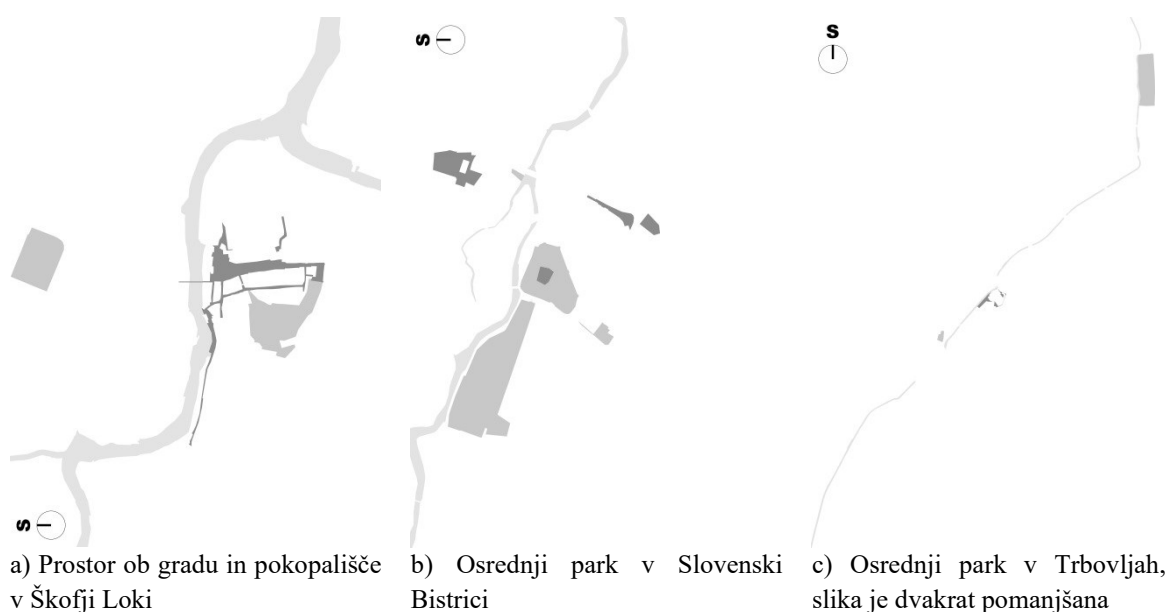 S
S
S
a) Prostor ob gradu in pokopališče
v Škofji Loki
b) Osrednji park v Slovenski
Bistrici
c) Osrednji park v Trbovljah,
slika je dvakrat pomanjšana